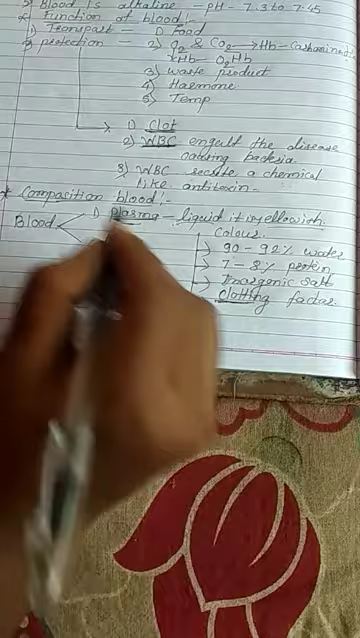 Blood is alkaline - pH - 7.3 to 7.45
* Function of blood :-
1) Transport - 1) Food
2) protection - 2) O2 & CO2 → Hb - Carbamino
Hb - O2Hb
3) waste product
4) Harmone
5) Temp
1) Clot
2) WBC engulf the disease
causing bacteria.
3) WBC secute a chemical
like antitoxin -
* Composition blood :-
Blood 1) plasma - liquid it is yellowish
Colour.
90-92% water
7-8% protein
Inorgenic salt
Clotting factor